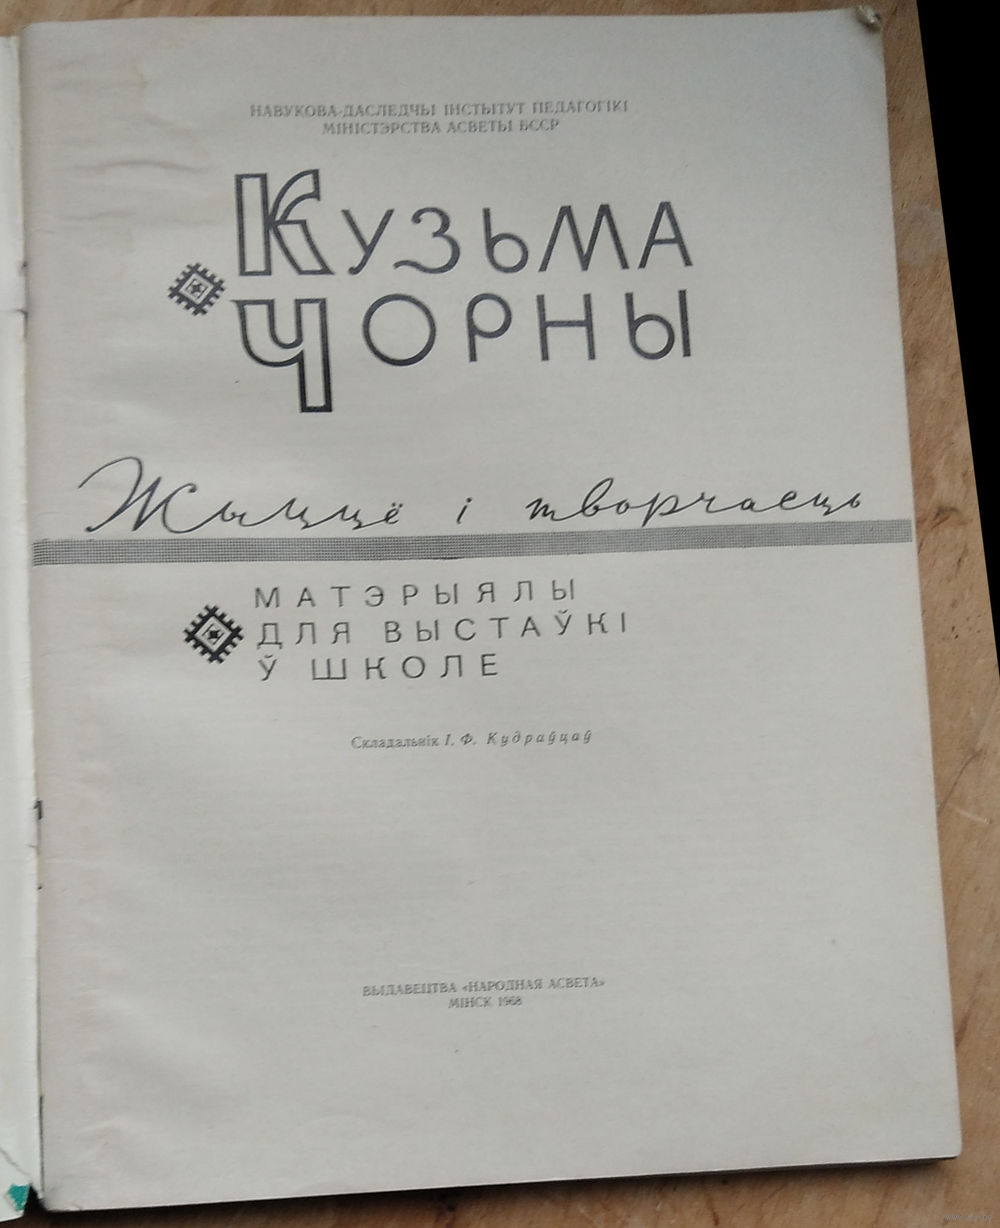 НАВУКОВА-ДАСЛЕДЧЫ ІНСТЫТУТ ПЕДАГОГІКІ
МІНІСТЭРСТВА АСВЕТЫ БССР
КУЗЬМА
ЧОРНЫ
Жыццё і творчасць
МАТЭРЫЯЛЫ
ДЛЯ ВЫСТАЎКІ
Ў ШКОЛЕ
Складальнік І. Ф. Кудраўцаў
ВЫДАВЕЦТВА «НАРОДНАЯ АСВЕТА»
МІНСК 1968